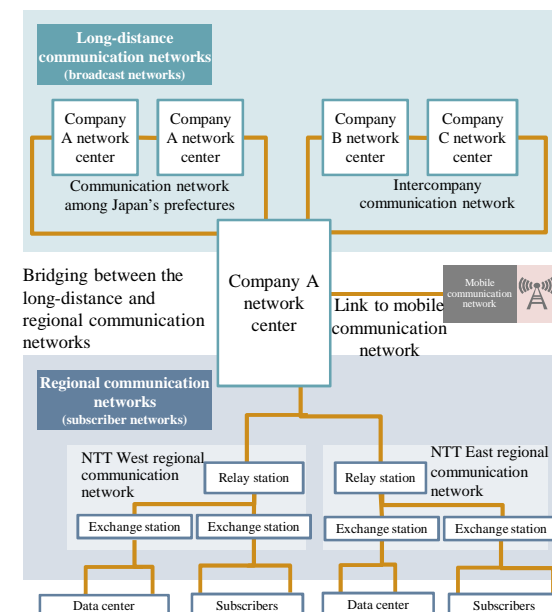 Long-distance
communication networks
(broadcast networks)
Company
A network
center
Company
A network
center
Company
B network
center
Company
C network
center
Communication network
among Japan's prefectures
Intercompany
communication network
Bridging between the
long-distance and
regional communication
networks
Company A
network
center
Mobile
communication
network
Link to mobile
communication
network
Regional communication
networks
(subscriber networks)
NTT West regional
communication
network
Relay station
Relay station
NTT East regional
communication
network
Exchange station
Exchange station
Exchange station
Exchange station
Data center
Subscribers
Data center
Subscribers